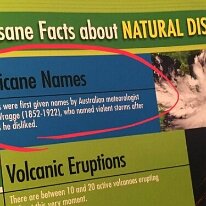 sane Facts about NATURAL DIS
icane Names
s were first given names by Australian meteorologist
ragge (1852-1922), who named violent storms after
s he disliked.
Volcanic Eruptions
There are between 10 and 20 active volcanoes erupting
this very moment.